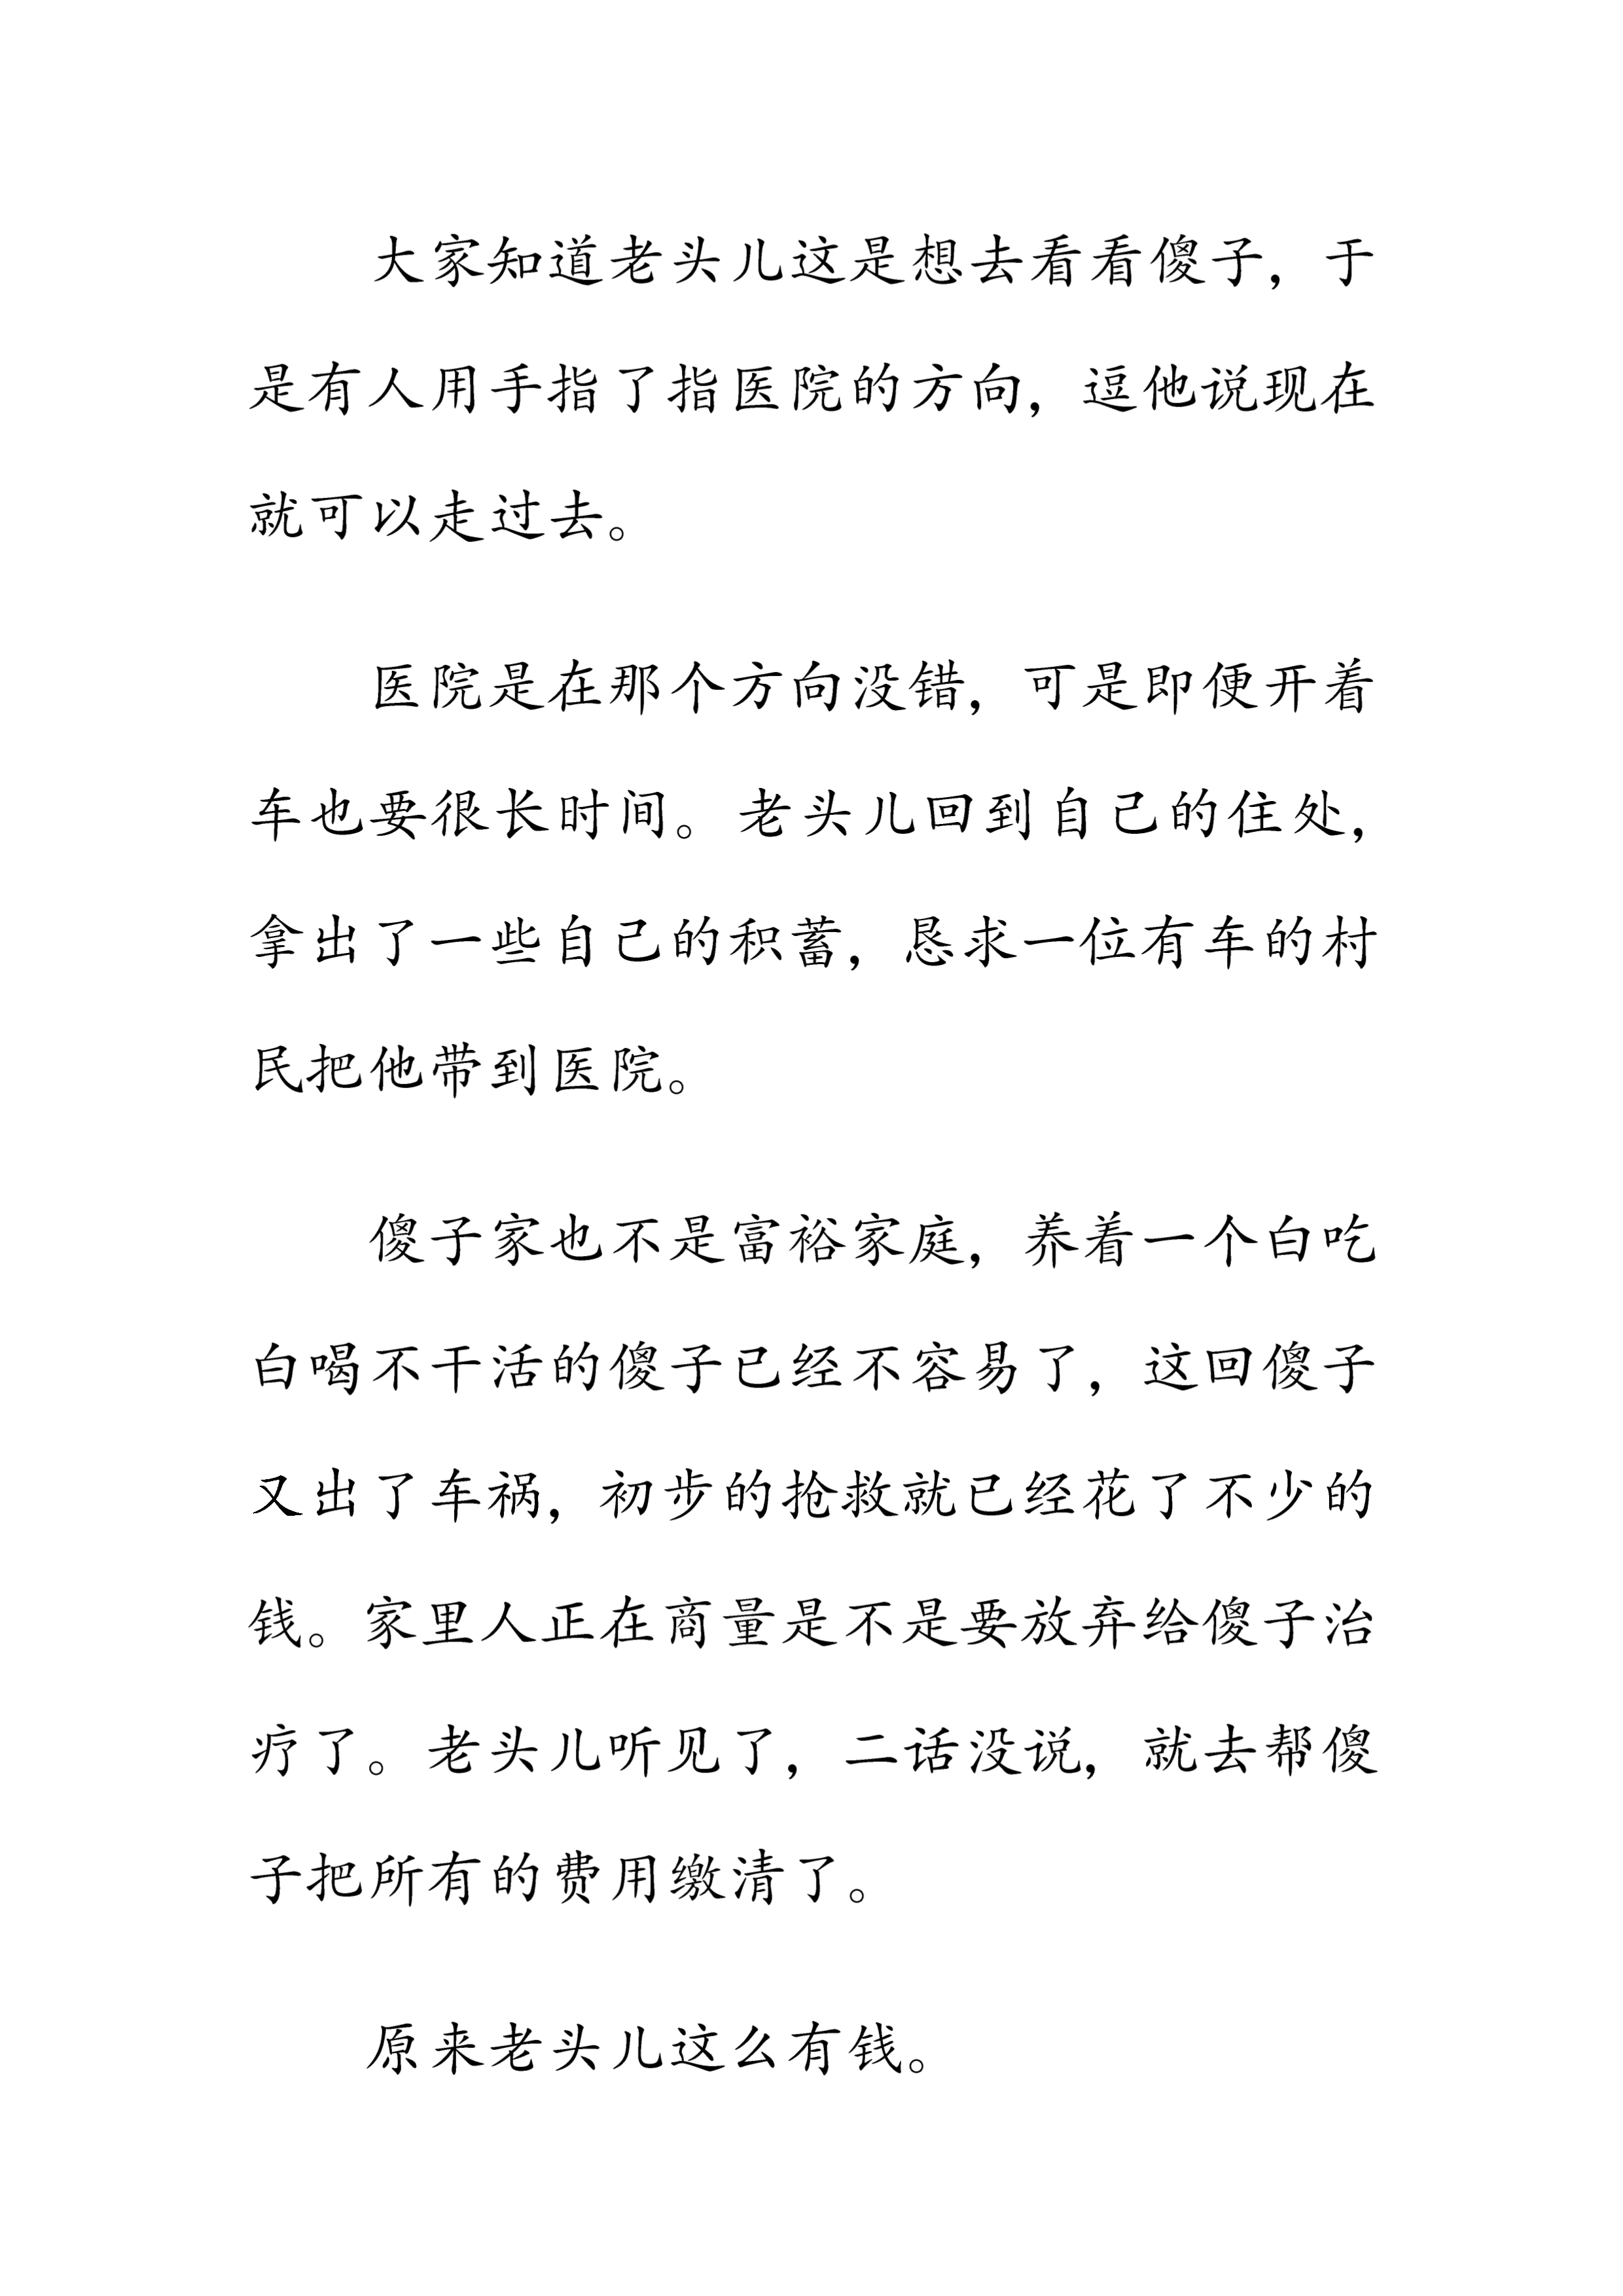 大家知道老头儿这是想去看看傻子，于
是有人用手指了指医院的方向，逗他说现在
就可以走过去。
医院是在那个方向没错，可是即便开着
车也要很长时间。老头儿回到自己的住处，
拿出了一些自己的积蓄，恳求一位有车的村
民把他带到医院。
傻子家也不是富裕家庭，养着一个白吃
白喝不干活的傻子已经不容易了，这回傻子
又出了车祸，初步的抢救就已经花了不少的
钱。家里人正在商量是不是要放弃给傻子治
疗了。老头儿听见了，二话没说，就去帮傻
子把所有的费用缴清了。
原来老头儿这么有钱。